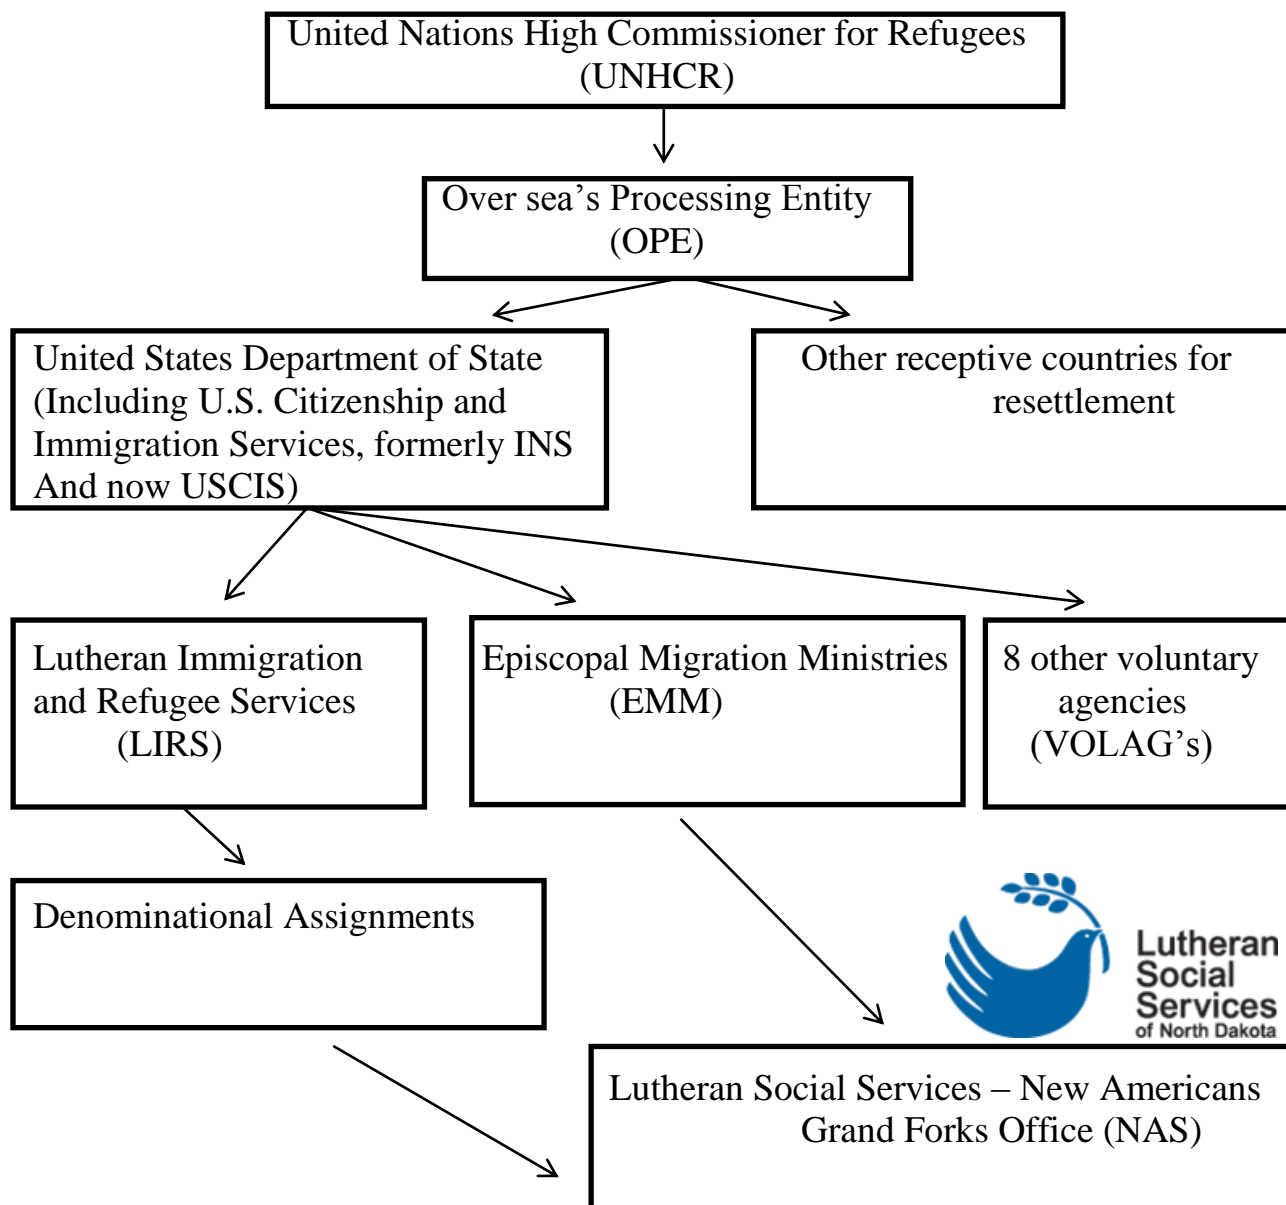 United Nations High Commissioner for Refugees
(UNHCR)
Over sea’s Processing Entity
(OPE)
United States Department of State
(Including U.S. Citizenship and
Immigration Services, formerly INS
And now USCIS)
Other receptive countries for
resettlement
Lutheran Immigration
and Refugee Services
(LIRS)
Episcopal Migration Ministries
(EMM)
8 other voluntary
agencies
(VOLAG’s)
Denominational Assignments
Lutheran
Social
Services
of North Dakota
Lutheran Social Services – New Americans
Grand Forks Office (NAS)